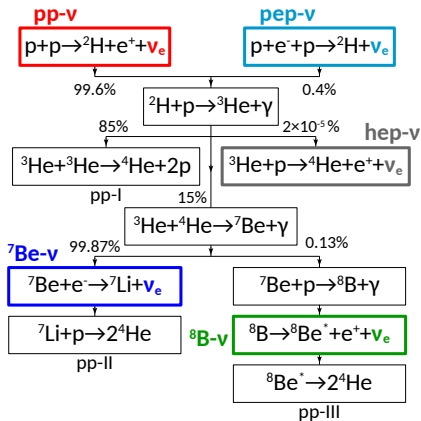 pp-ν pep-ν
p+p→²H+e⁺+νₑ p+e⁻+p→²H+νₑ
99.6% 0.4%
²H+p→³He+γ
85% 2×10⁻⁵% hep-ν
³He+³He→⁴He+2p ³He+p→⁴He+e⁺+νₑ
pp-I 15%
³He+⁴He→⁷Be+γ
⁷Be-ν 99.87% 0.13%
⁷Be+e⁻→⁷Li+νₑ ⁷Be+p→⁸B+γ
⁷Li+p→2⁴He ⁸B-ν ⁸B→⁸Be*+e⁺+νₑ
pp-II ⁸Be*→2⁴He
pp-III